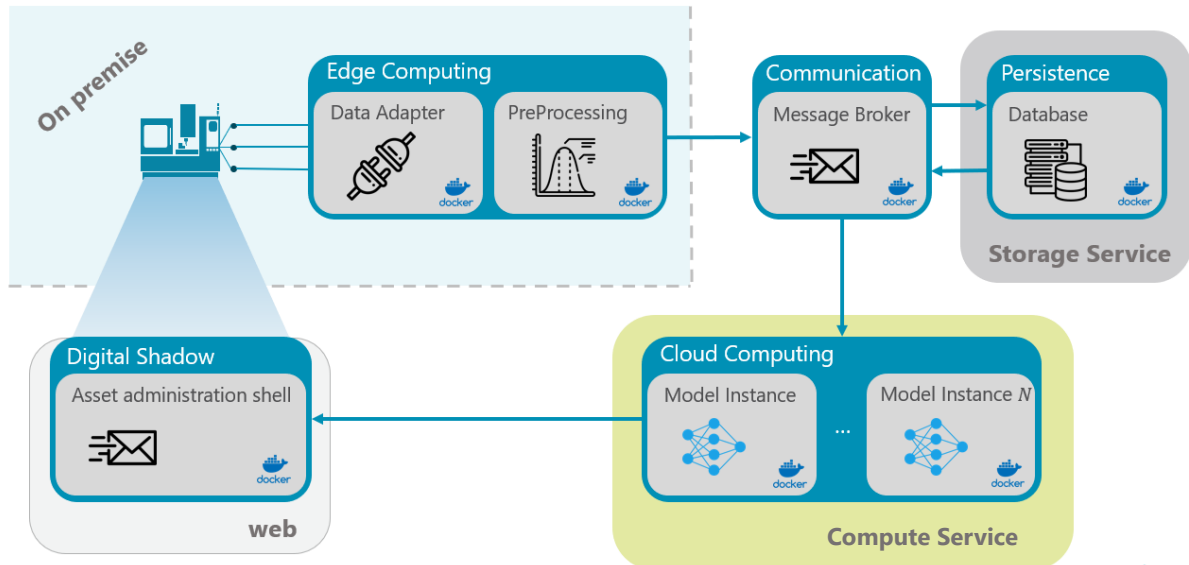 On premise
Edge Computing
Data Adapter
docker
PreProcessing
docker
Communication
Message Broker
docker
Persistence
Database
docker
Storage Service
Digital Shadow
Asset administration shell
docker
web
Cloud Computing
Model Instance
docker
...
Model Instance N
docker
Compute Service